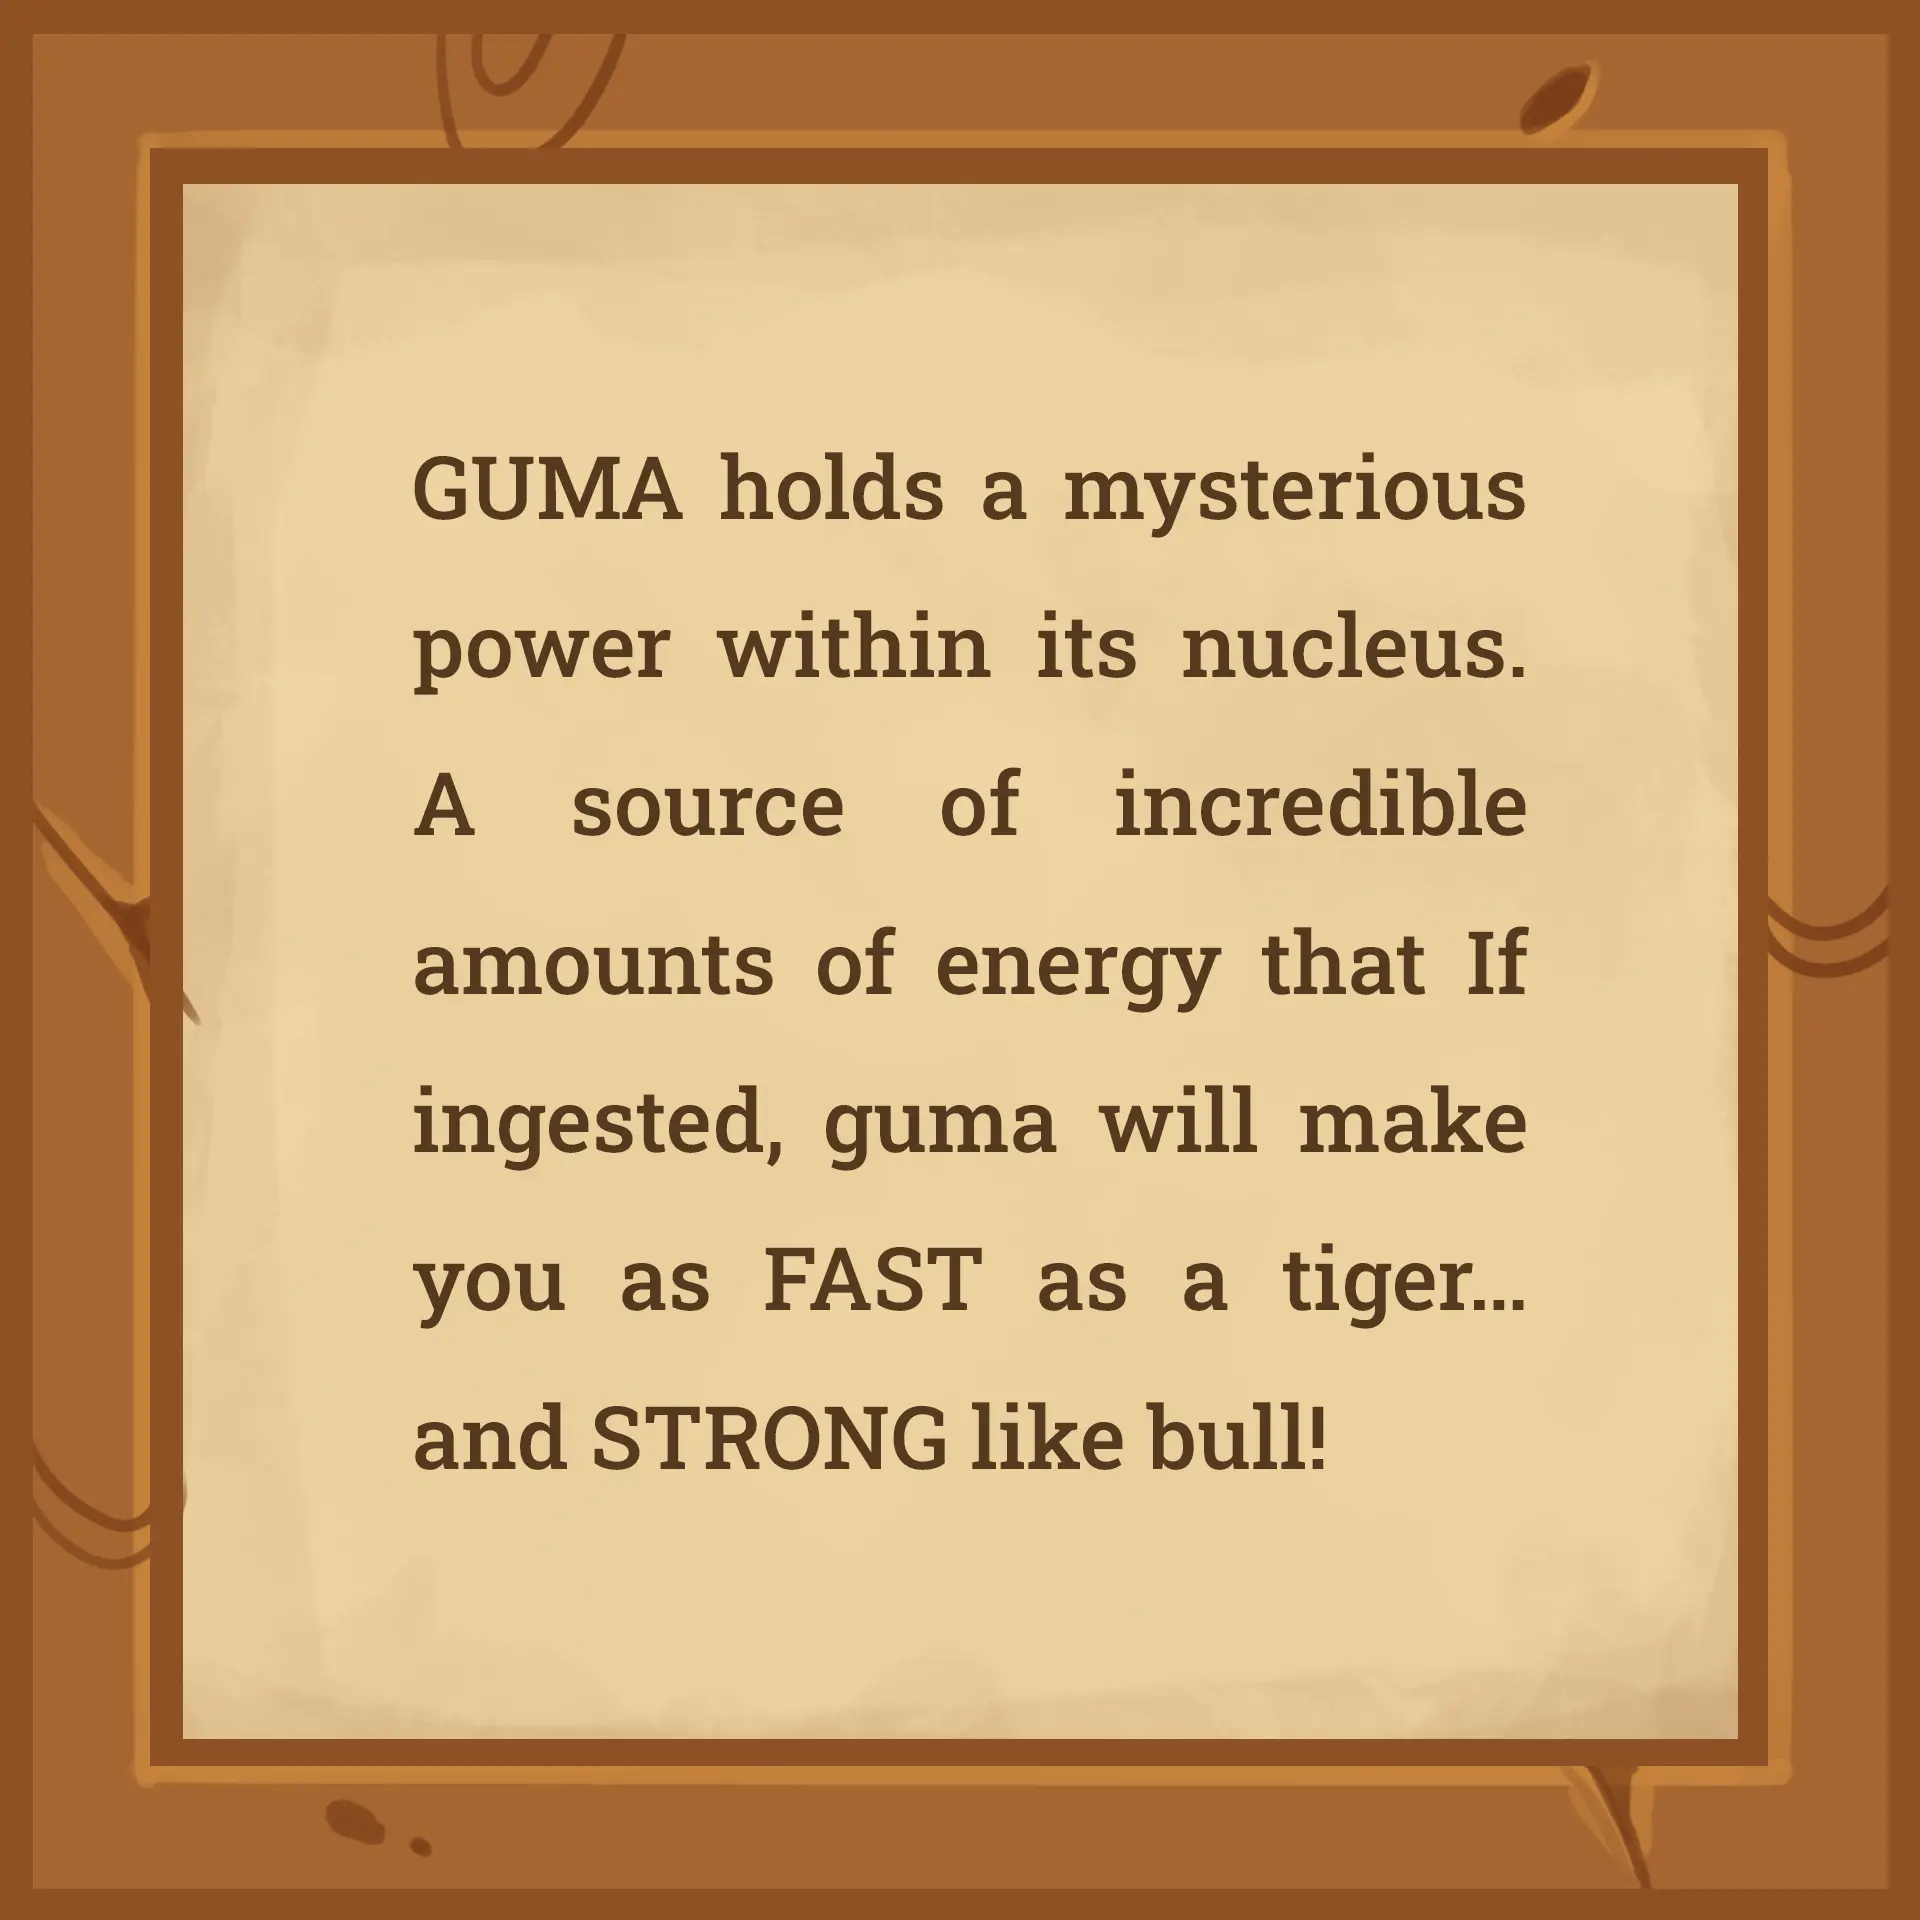 GUMA holds a mysterious
power within its nucleus.
A source of incredible
amounts of energy that If
ingested, guma will make
you as FAST as a tiger...
and STRONG like bull!